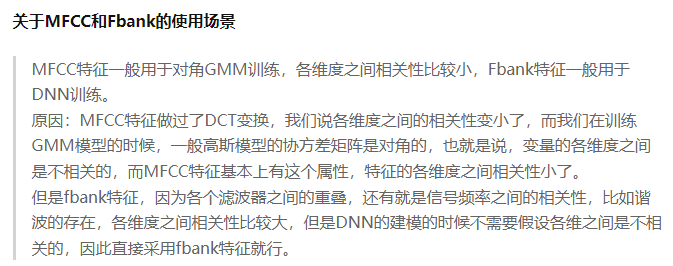 关于MFCC和Fbank的使用场景
MFCC特征一般用于对角GMM训练，各维度之间相关性比较小，Fbank特征一般用于
DNN训练。
原因：MFCC特征做过了DCT变换，我们说各维度之间的相关性变小了，而我们在训练
GMM模型的时候，一般高斯模型的协方差矩阵是对角的，也就是说，变量的各维度之间
是不相关的，而MFCC特征基本上有这个属性，特征的各维度之间相关性小了。
但是fbank特征，因为各个滤波器之间的重叠，还有就是信号频率之间的相关性，比如谐
波的存在，各维度之间相关性比较大，但是DNN的建模的时候不需要假设各维之间是不相
关的，因此直接采用fbank特征就行。